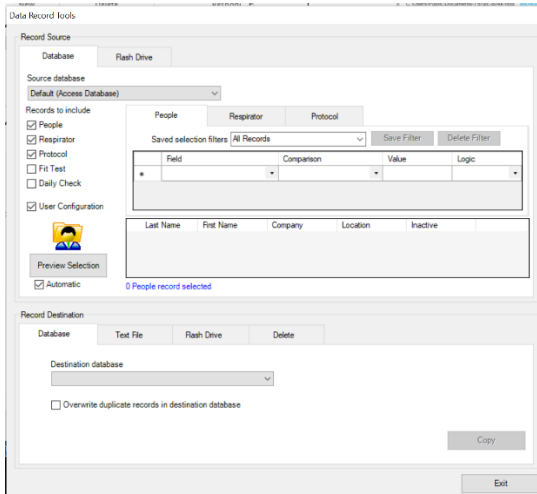 Data Record Tools
Record Source
Database Flash Drive
Source database
Default (Access Database)
Records to include
People
Respirator
Protocol
Fit Test
Daily Check
User Configuration
Preview Selection
Automatic
People Respirator Protocol
Saved selection filters All Records Save Filter Delete Filter
Field Comparison Value Logic
*
Last Name First Name Company Location Inactive
0 People record selected
Record Destination
Database Text File Flash Drive Delete
Destination database
Overwrite duplicate records in destination database
Copy
Exit